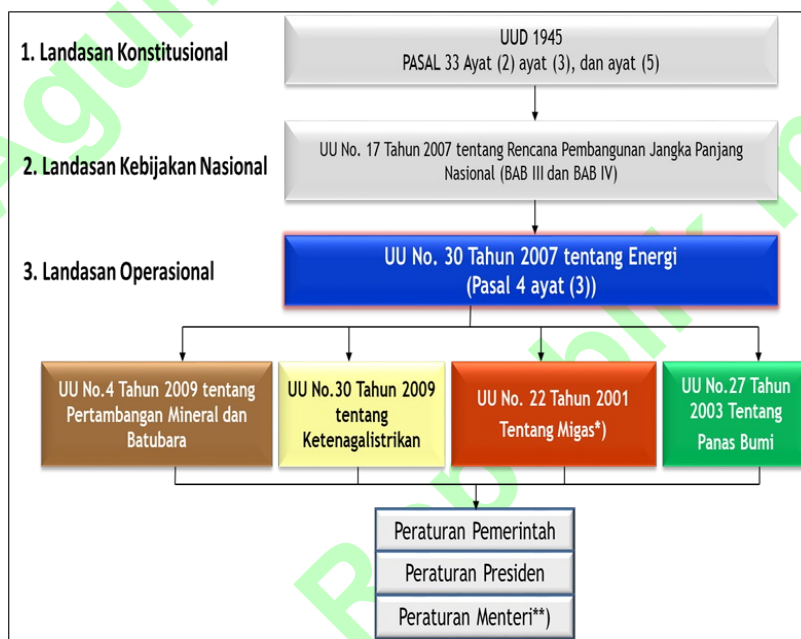 1. Landasan Konstitusional
UUD 1945
PASAL 33 Ayat (2) ayat (3), dan ayat (5)
2. Landasan Kebijakan Nasional
UU No. 17 Tahun 2007 tentang Rencana Pembangunan Jangka Panjang
Nasional (BAB III dan BAB IV)
3. Landasan Operasional
UU No. 30 Tahun 2007 tentang Energi
(Pasal 4 ayat (3))
UU No.4 Tahun 2009 tentang
Pertambangan Mineral dan
Batubara
UU No.30 Tahun 2009
tentang
Ketenagalistrikan
UU No. 22 Tahun 2001
Tentang Migas*)
UU No.27 Tahun
2003 Tentang
Panas Bumi
Peraturan Pemerintah
Peraturan Presiden
Peraturan Menteri**)
Agun
Republik In